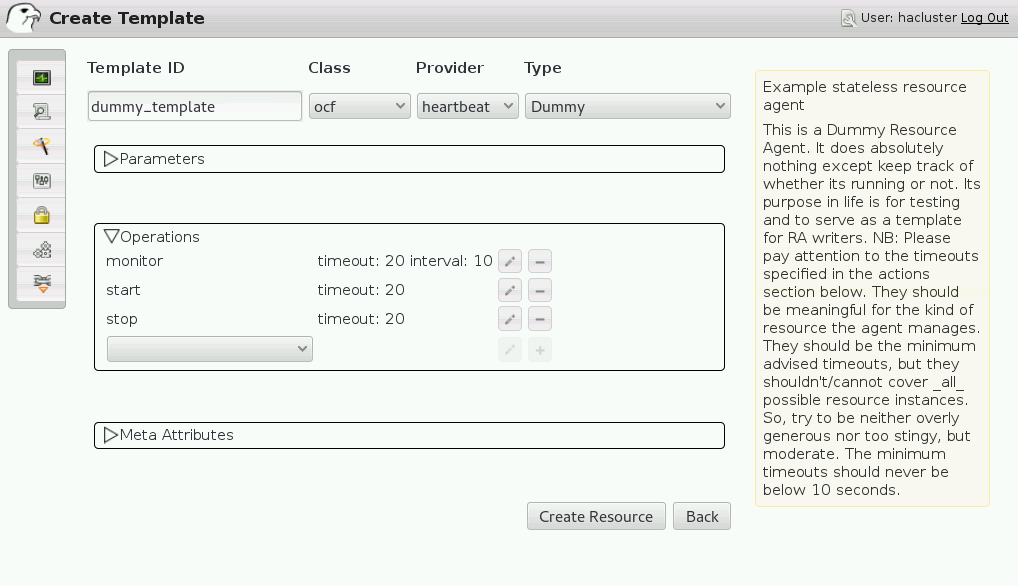 Create Template
User: hacluster Log Out
Template ID Class Provider Type
dummy_template ocf heartbeat Dummy
Parameters
Operations
monitor timeout: 20 interval: 10
start timeout: 20
stop timeout: 20
Meta Attributes
Create Resource Back
Example stateless resource
agent
This is a Dummy Resource
Agent. It does absolutely
nothing except keep track of
whether its running or not. Its
purpose in life is for testing
and to serve as a template
for RA writers. NB: Please
pay attention to the timeouts
specified in the actions
section below. They should
be meaningful for the kind of
resource the agent manages.
They should be the minimum
advised timeouts, but they
shouldn't/cannot cover _all_
possible resource instances.
So, try to be neither overly
generous nor too stingy, but
moderate. The minimum
timeouts should never be
below 10 seconds.